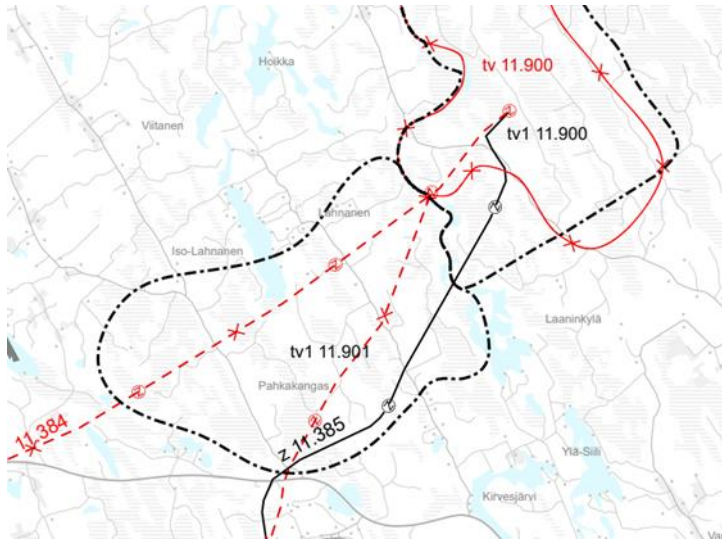 Hoikka
tv 11.900
Viitanen
tv1 11.900
Lahnanen
Iso-Lahnanen
Laaninkylä
tv1 11.901
Pahkakangas
11.384
z 11.385
Ylä-Siili
Kirvesjärvi